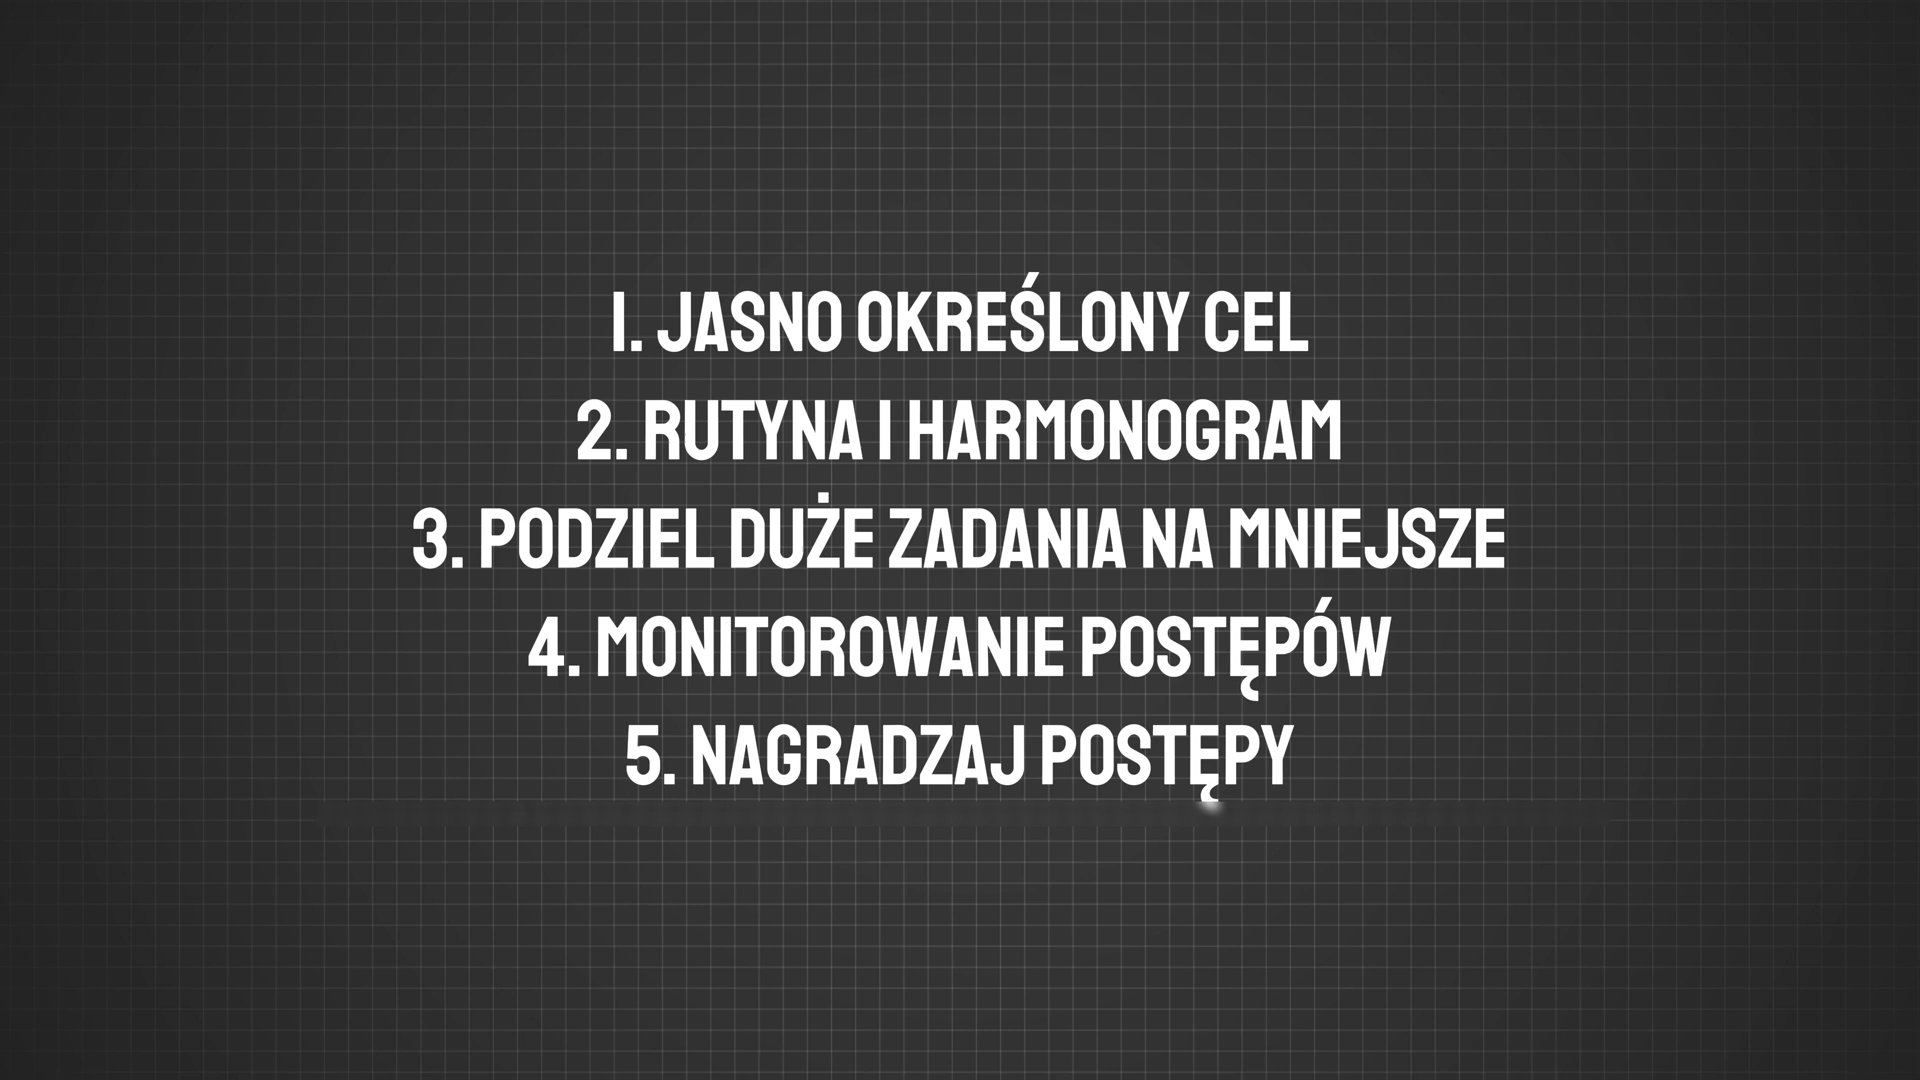 1. JASNO OKREŚLONY CEL
2. RUTYNA I HARMONOGRAM
3. PODZIEL DUŻE ZADANIA NA MNIEJSZE
4. MONITOROWANIE POSTĘPÓW
5. NAGRADZAJ POSTĘPY